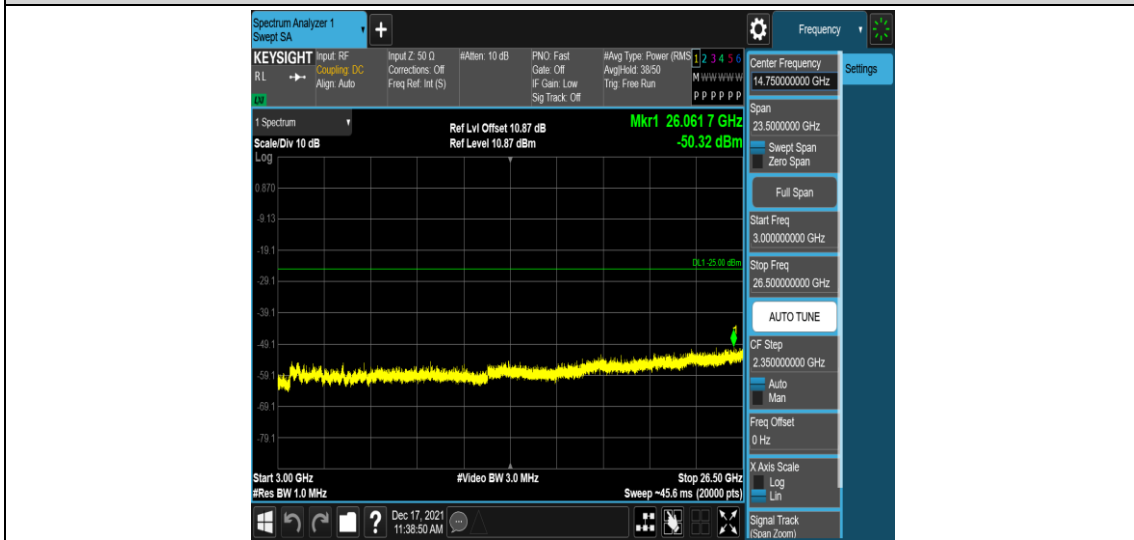 Spectrum Analyzer 1
Swept SA
+
Frequency
KEYSIGHT
RL
LXI
Input: RF
Coupling: DC
Align: Auto
Input Z: 50 Ω
Corrections: Off
Freq Ref: Int (S)
#Atten: 10 dB
PNO: Fast
Gate: Off
IF Gain: Low
Sig Track: Off
#Avg Type: Power (RMS
Avg|Hold: 38/50
Trig: Free Run
1 2 3 4 5 6
M W W W W W
P P P P P P
1 Spectrum
Scale/Div 10 dB
Log
Ref Lvl Offset 10.87 dB
Ref Level 10.87 dBm
Mkr1 26.061 7 GHz
-50.32 dBm
0.870
-9.13
-19.1
DL1 -25.00 dBm
-29.1
-39.1
-49.1
1
-59.1
-69.1
-79.1
Start 3.00 GHz
#Video BW 3.0 MHz
Stop 26.50 GHz
#Res BW 1.0 MHz
Sweep ~45.6 ms (20000 pts)
?
Dec 17, 2021
11:38:50 AM
Center Frequency
14.750000000 GHz
Settings
Span
23.5000000 GHz
Swept Span
Zero Span
Full Span
Start Freq
3.000000000 GHz
Stop Freq
26.500000000 GHz
AUTO TUNE
CF Step
2.350000000 GHz
Auto
Man
Freq Offset
0 Hz
X Axis Scale
Log
Lin
Signal Track
(Span Zoom)